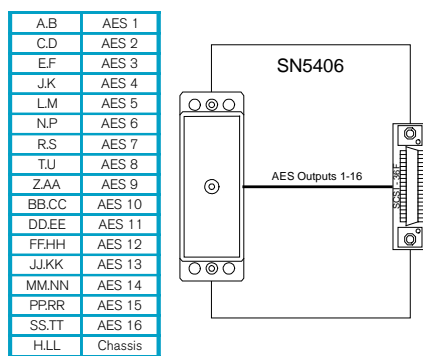 A.B AES 1
C.D AES 2
E.F AES 3
J.K AES 4
L.M AES 5
N.P AES 6
R.S AES 7
T.U AES 8
Z.AA AES 9
BB.CC AES 10
DD.EE AES 11
FF.HH AES 12
JJ.KK AES 13
MM.NN AES 14
PP.RR AES 15
SS.TT AES 16
H.LL Chassis
SN5406
AES Outputs 1-16
SCSI - 36F